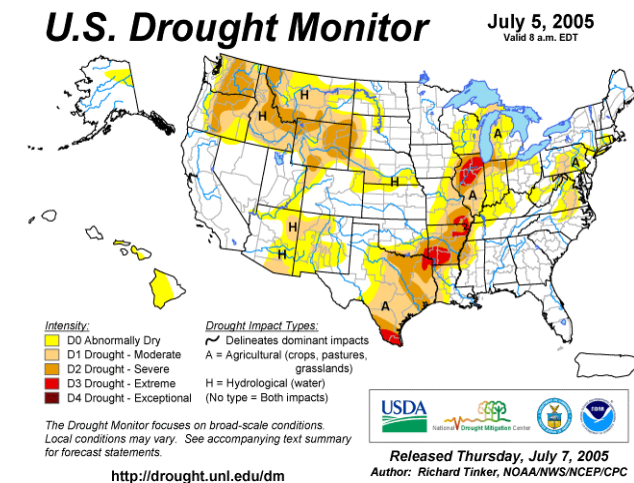 U.S. Drought Monitor
July 5, 2005
Valid 8 a.m. EDT
H
H
A
H
A
A
H
H
A
Intensity:
D0 Abnormally Dry
D1 Drought - Moderate
D2 Drought - Severe
D3 Drought - Extreme
D4 Drought - Exceptional
Drought Impact Types:
Delineates dominant impacts
A = Agricultural (crops, pastures,
grasslands)
H = Hydrological (water)
(No type = Both impacts)
The Drought Monitor focuses on broad-scale conditions.
Local conditions may vary. See accompanying text summary
for forecast statements.
http://drought.unl.edu/dm
USDA
National Drought Mitigation Center
NOAA
Released Thursday, July 7, 2005
Author: Richard Tinker, NOAA/NWS/NCEP/CPC